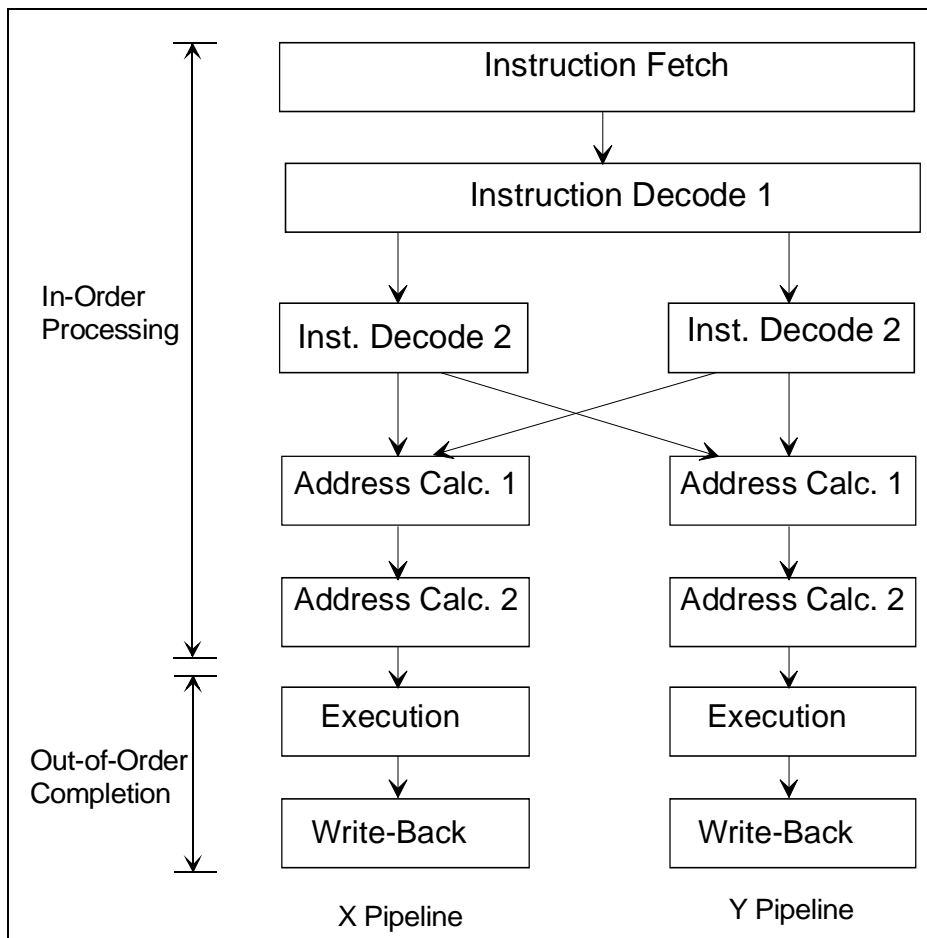 Instruction Fetch
Instruction Decode 1
In-Order
Processing
Inst. Decode 2
Inst. Decode 2
Address Calc. 1
Address Calc. 1
Address Calc. 2
Address Calc. 2
Out-of-Order
Completion
Execution
Execution
Write-Back
Write-Back
X Pipeline
Y Pipeline